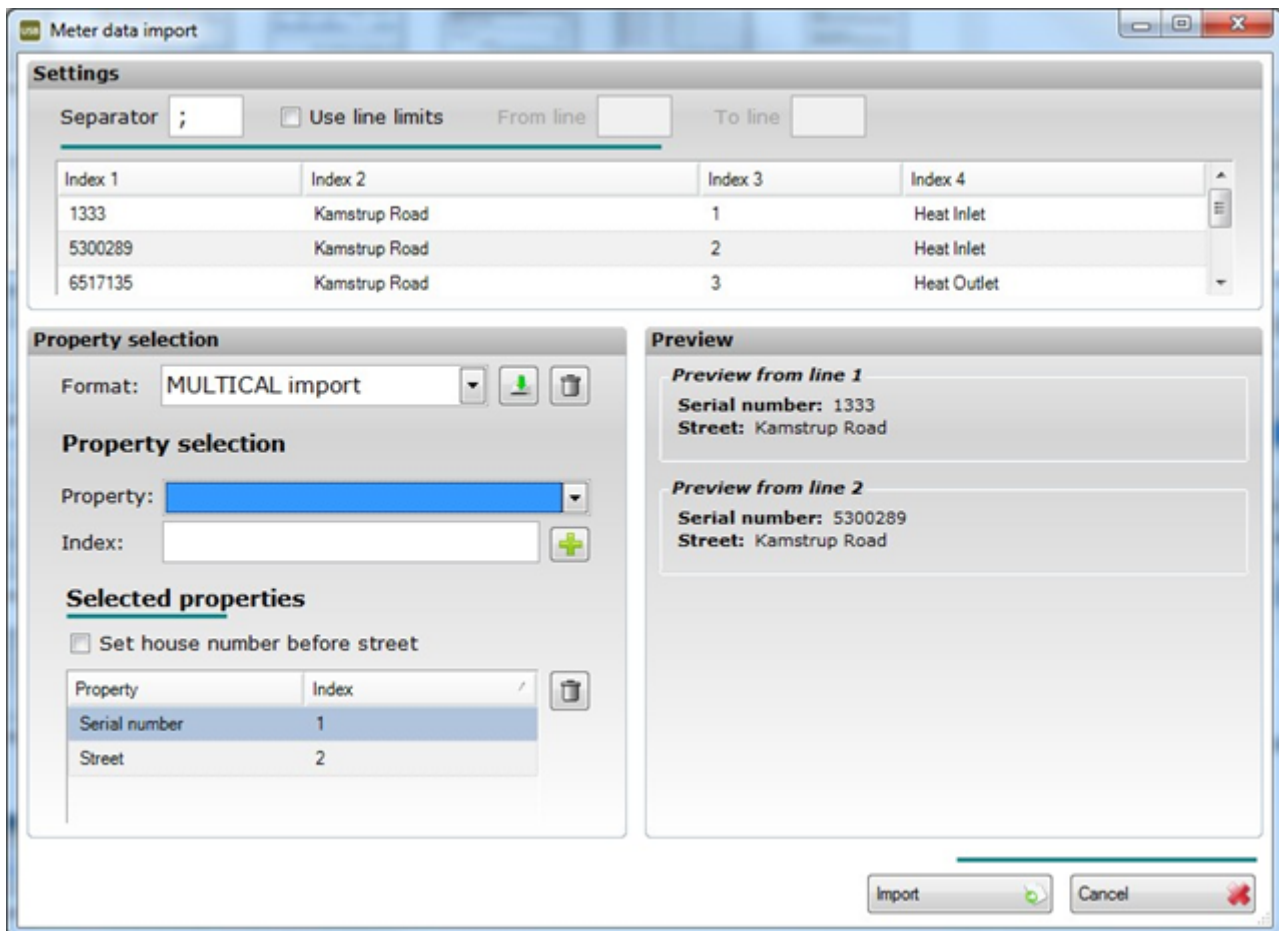 Meter data import
Settings
Separator ; Use line limits From line To line
Index 1 Index 2 Index 3 Index 4
1333 Kamstrup Road 1 Heat Inlet
5300289 Kamstrup Road 2 Heat Inlet
6517135 Kamstrup Road 3 Heat Outlet
Property selection
Format: MULTICAL import
Property selection
Property:
Index:
Selected properties
Set house number before street
Property Index
Serial number 1
Street 2
Preview
Preview from line 1
Serial number: 1333
Street: Kamstrup Road
Preview from line 2
Serial number: 5300289
Street: Kamstrup Road
Import Cancel